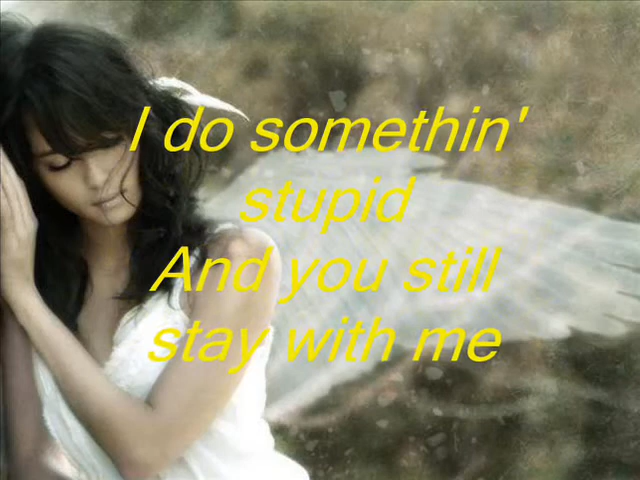 I do somethin'
stupid
And you still
stay with me